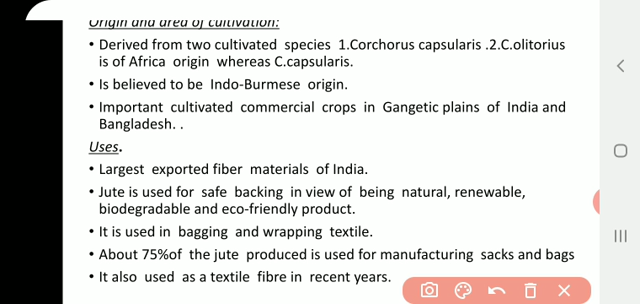 Origin and area of cultivation:
• Derived from two cultivated species 1.Corchorus capsularis .2.C.olitorius
is of Africa origin whereas C.capsularis.
• Is believed to be Indo-Burmese origin.
• Important cultivated commercial crops in Gangetic plains of India and
Bangladesh. .
Uses.
• Largest exported fiber materials of India.
• Jute is used for safe backing in view of being natural, renewable,
biodegradable and eco-friendly product.
• It is used in bagging and wrapping textile.
• About 75%of the jute produced is used for manufacturing sacks and bags
• It also used as a textile fibre in recent years.